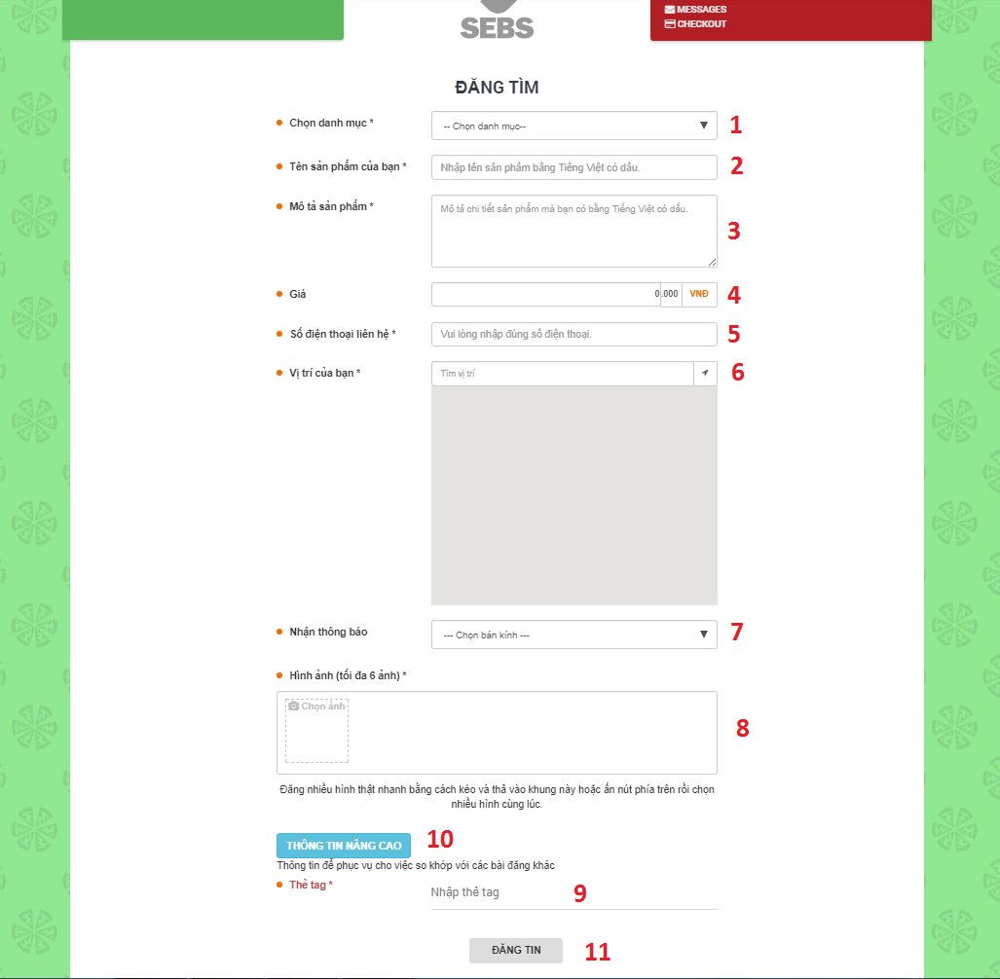 SEBS
MESSAGES
CHECKOUT
ĐĂNG TÌM
Chọn danh mục *
-- Chọn danh mục--
1
Tên sản phẩm của bạn *
Nhập tên sản phẩm bằng Tiếng Việt có dấu.
2
Mô tả sản phẩm *
Mô tả chi tiết sản phẩm mà bạn có bằng Tiếng Việt có dấu.
3
Giá
0.000 VNĐ
4
Số điện thoại liên hệ *
Vui lòng nhập đúng số điện thoại.
5
Vị trí của bạn *
Tìm vị trí
6
Nhận thông báo
--- Chọn bán kính ---
7
Hình ảnh (tối đa 6 ảnh) *
Chọn ảnh
8
Đăng nhiều hình thật nhanh bằng cách kéo và thả vào khung này hoặc ấn nút phía trên rồi chọn
nhiều hình cùng lúc.
THÔNG TIN NÂNG CAO
10
Thông tin để phục vụ cho việc so khớp với các bài đăng khác
Thẻ tag *
Nhập thẻ tag
9
ĐĂNG TIN
11